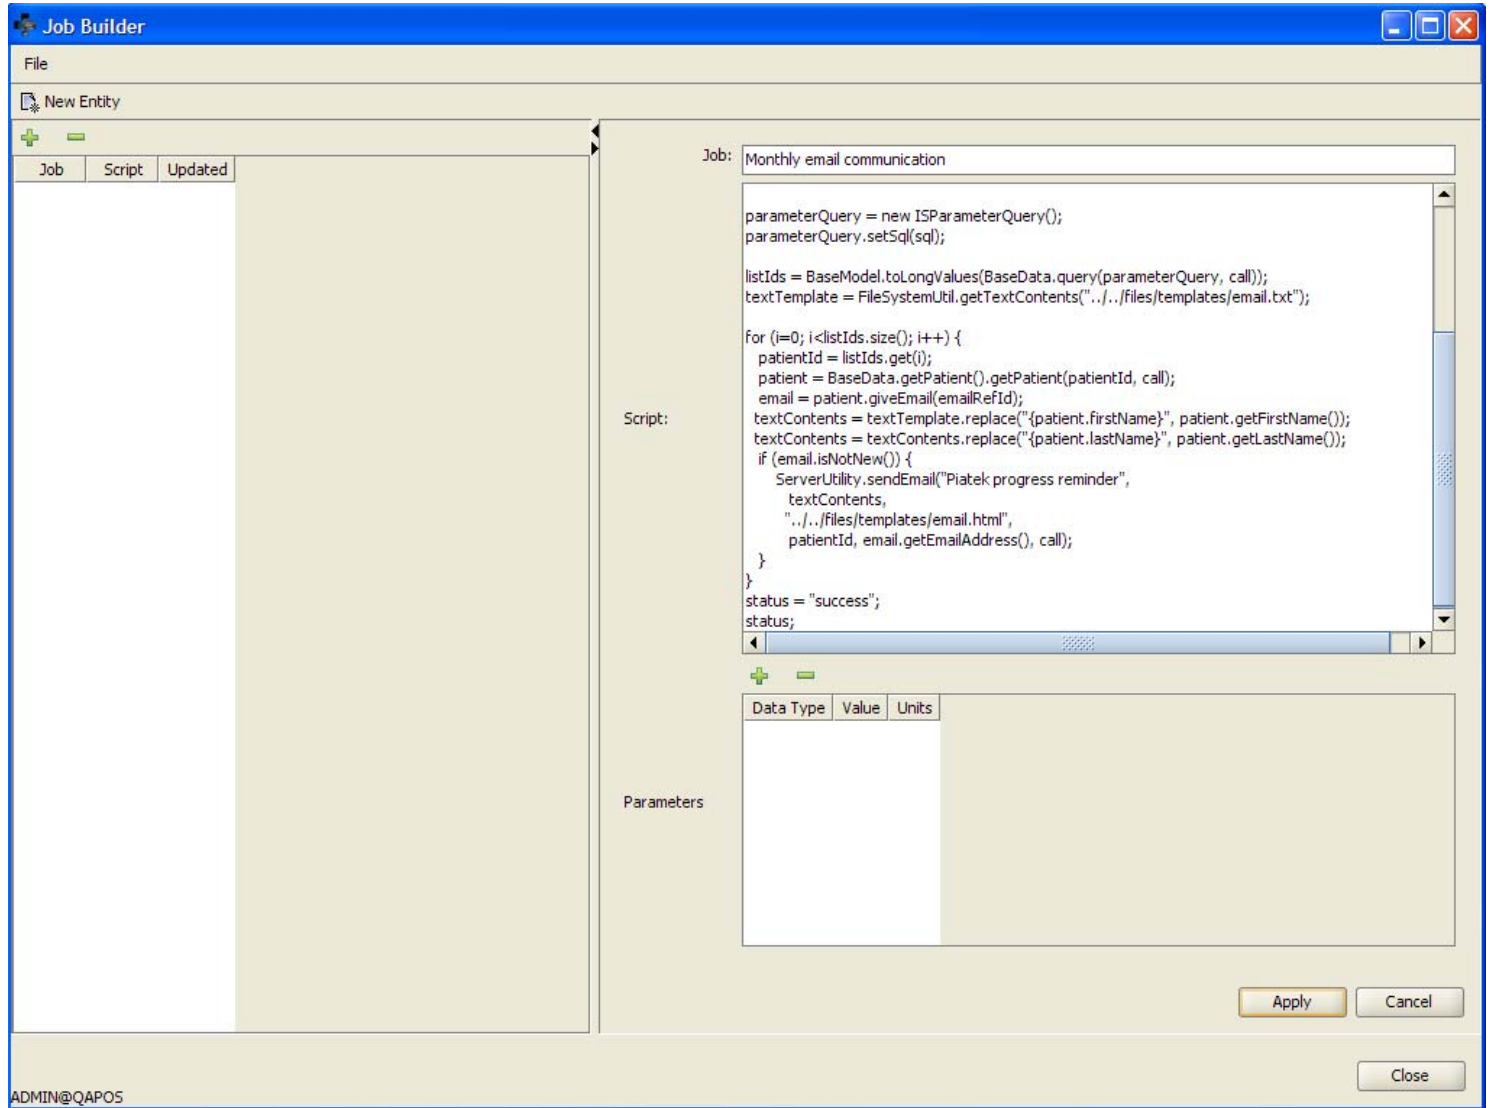 Job Builder
File
New Entity
Job Script Updated
Job: Monthly email communication
Script:
parameterQuery = new ISParameterQuery();
parameterQuery.setSql(sql);
listIds = BaseModel.toLongValues(BaseData.query(parameterQuery, call));
textTemplate = FileSystemUtil.getTextContents("../../files/templates/email.txt");
for (i=0; i<listIds.size(); i++) {
patientId = listIds.get(i);
patient = BaseData.getPatient().getPatient(patientId, call);
email = patient.giveEmail(emailRefId);
textContents = textTemplate.replace("{patient.firstName}", patient.getFirstName());
textContents = textContents.replace("{patient.lastName}", patient.getLastName());
if (email.isNotNew()) {
ServerUtility.sendEmail("Piatek progress reminder",
textContents,
"../../files/templates/email.html",
patientId, email.getEmailAddress(), call);
}
}
status = "success";
status;
Data Type Value Units
Parameters
Apply Cancel
Close
ADMIN@QAPOS